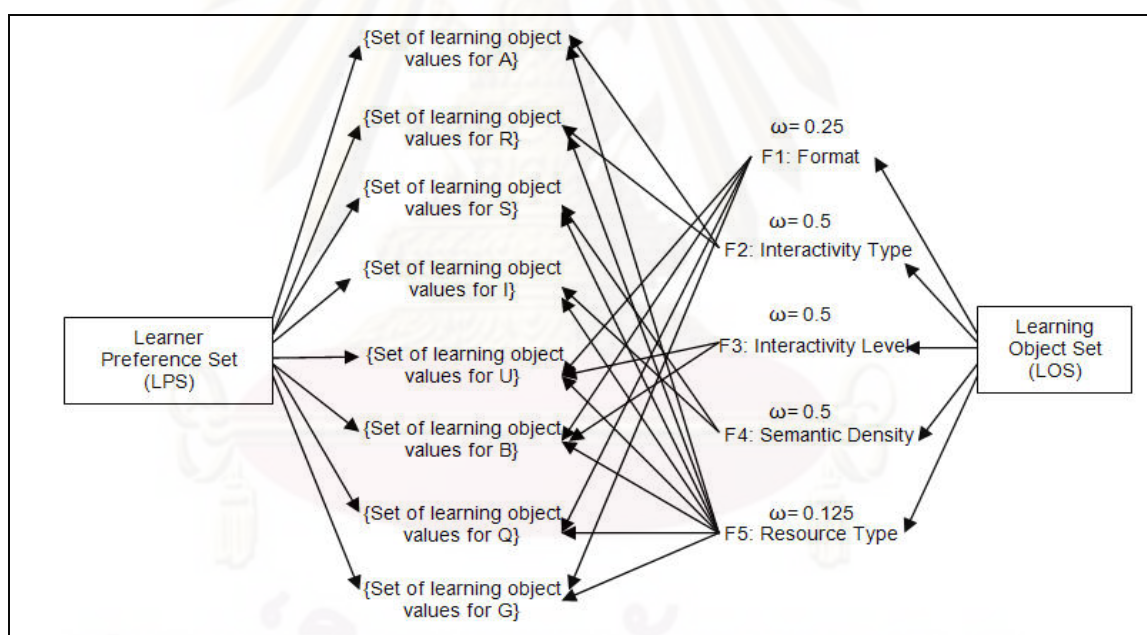 {Set of learning object
values for A}
{Set of learning object
values for R}
{Set of learning object
values for S}
{Set of learning object
values for I}
{Set of learning object
values for U}
{Set of learning object
values for B}
{Set of learning object
values for Q}
{Set of learning object
values for G}
Learner
Preference Set
(LPS)
ω= 0.25
F1: Format
ω= 0.5
F2: Interactivity Type
ω= 0.5
F3: Interactivity Level
ω= 0.5
F4: Semantic Density
ω= 0.125
F5: Resource Type
Learning
Object Set
(LOS)